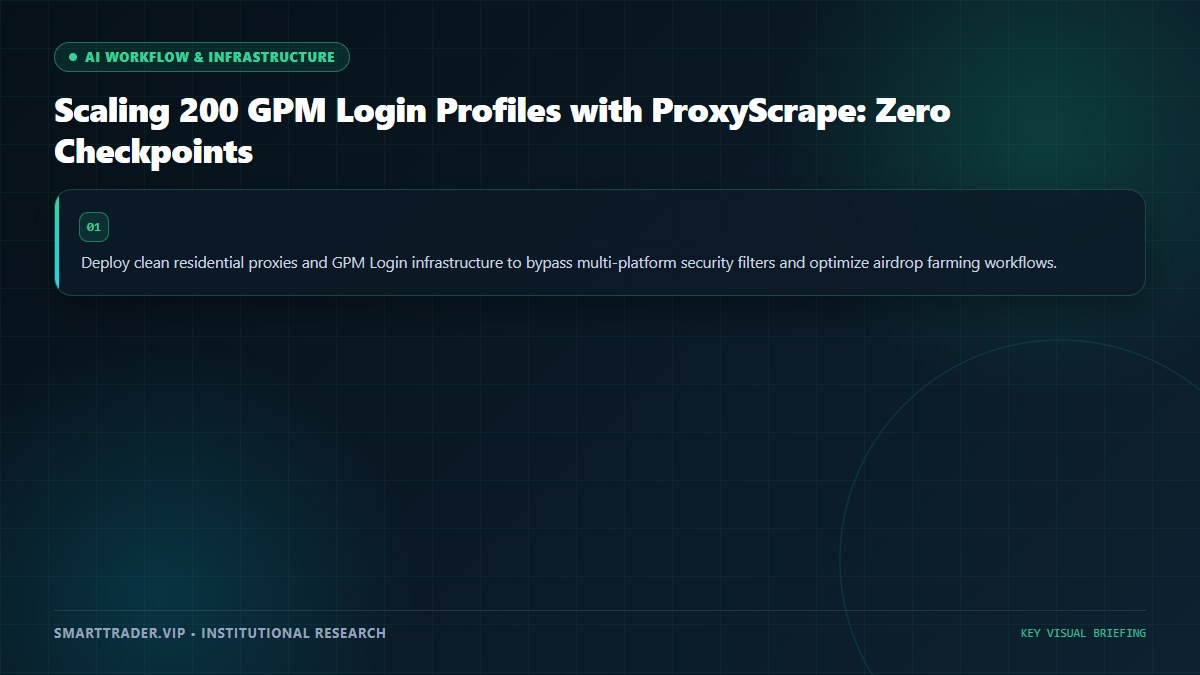 AI WORKFLOW & INFRASTRUCTURE
Scaling 200 GPM Login Profiles with ProxyScrape: Zero
Checkpoints
01
Deploy clean residential proxies and GPM Login infrastructure to bypass multi-platform security filters and optimize airdrop farming workflows.
SMARTTRADER.VIP • INSTITUTIONAL RESEARCH
KEY VISUAL BRIEFING